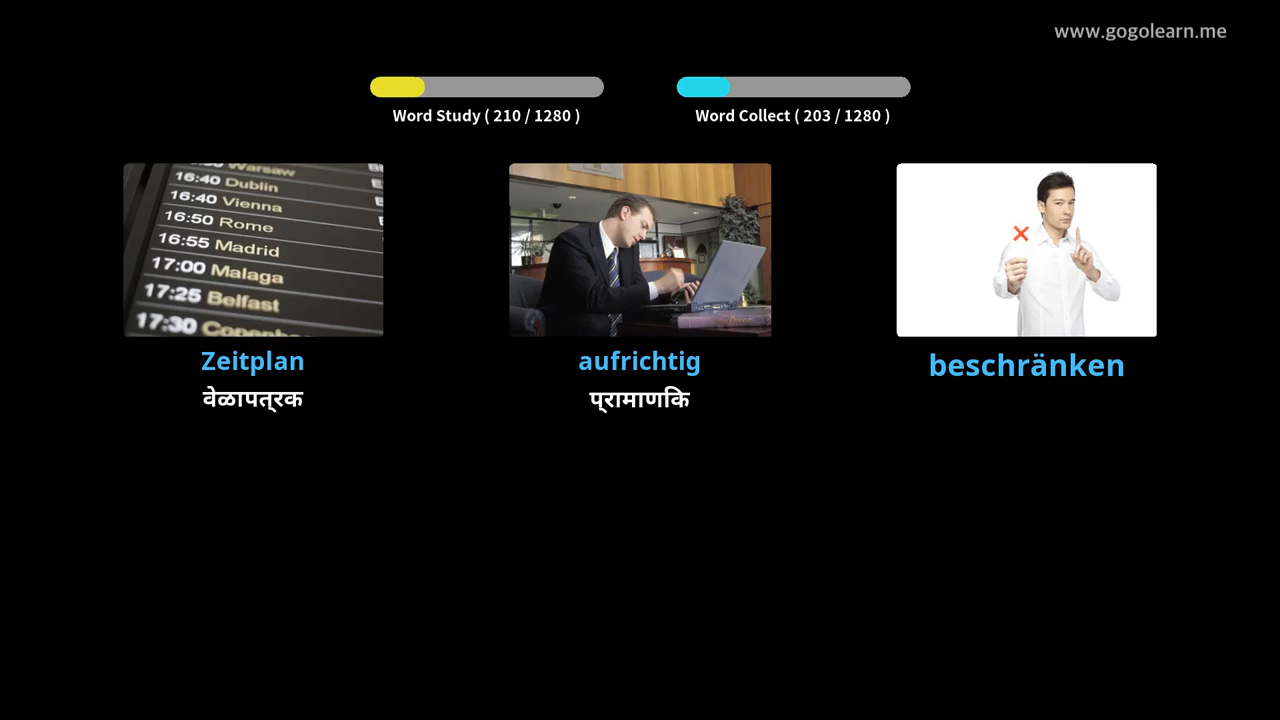 www.gogolearn.me
Word Study ( 210 / 1280 )
Word Collect ( 203 / 1280 )
Warsaw
16:40 Dublin
16:40 Vienna
16:50 Rome
16:55 Madrid
17:00 Malaga
17:25 Belfast
17:30
Zeitplan
aufrichtig
beschränken
वेळापत्रक
प्रामाणिक